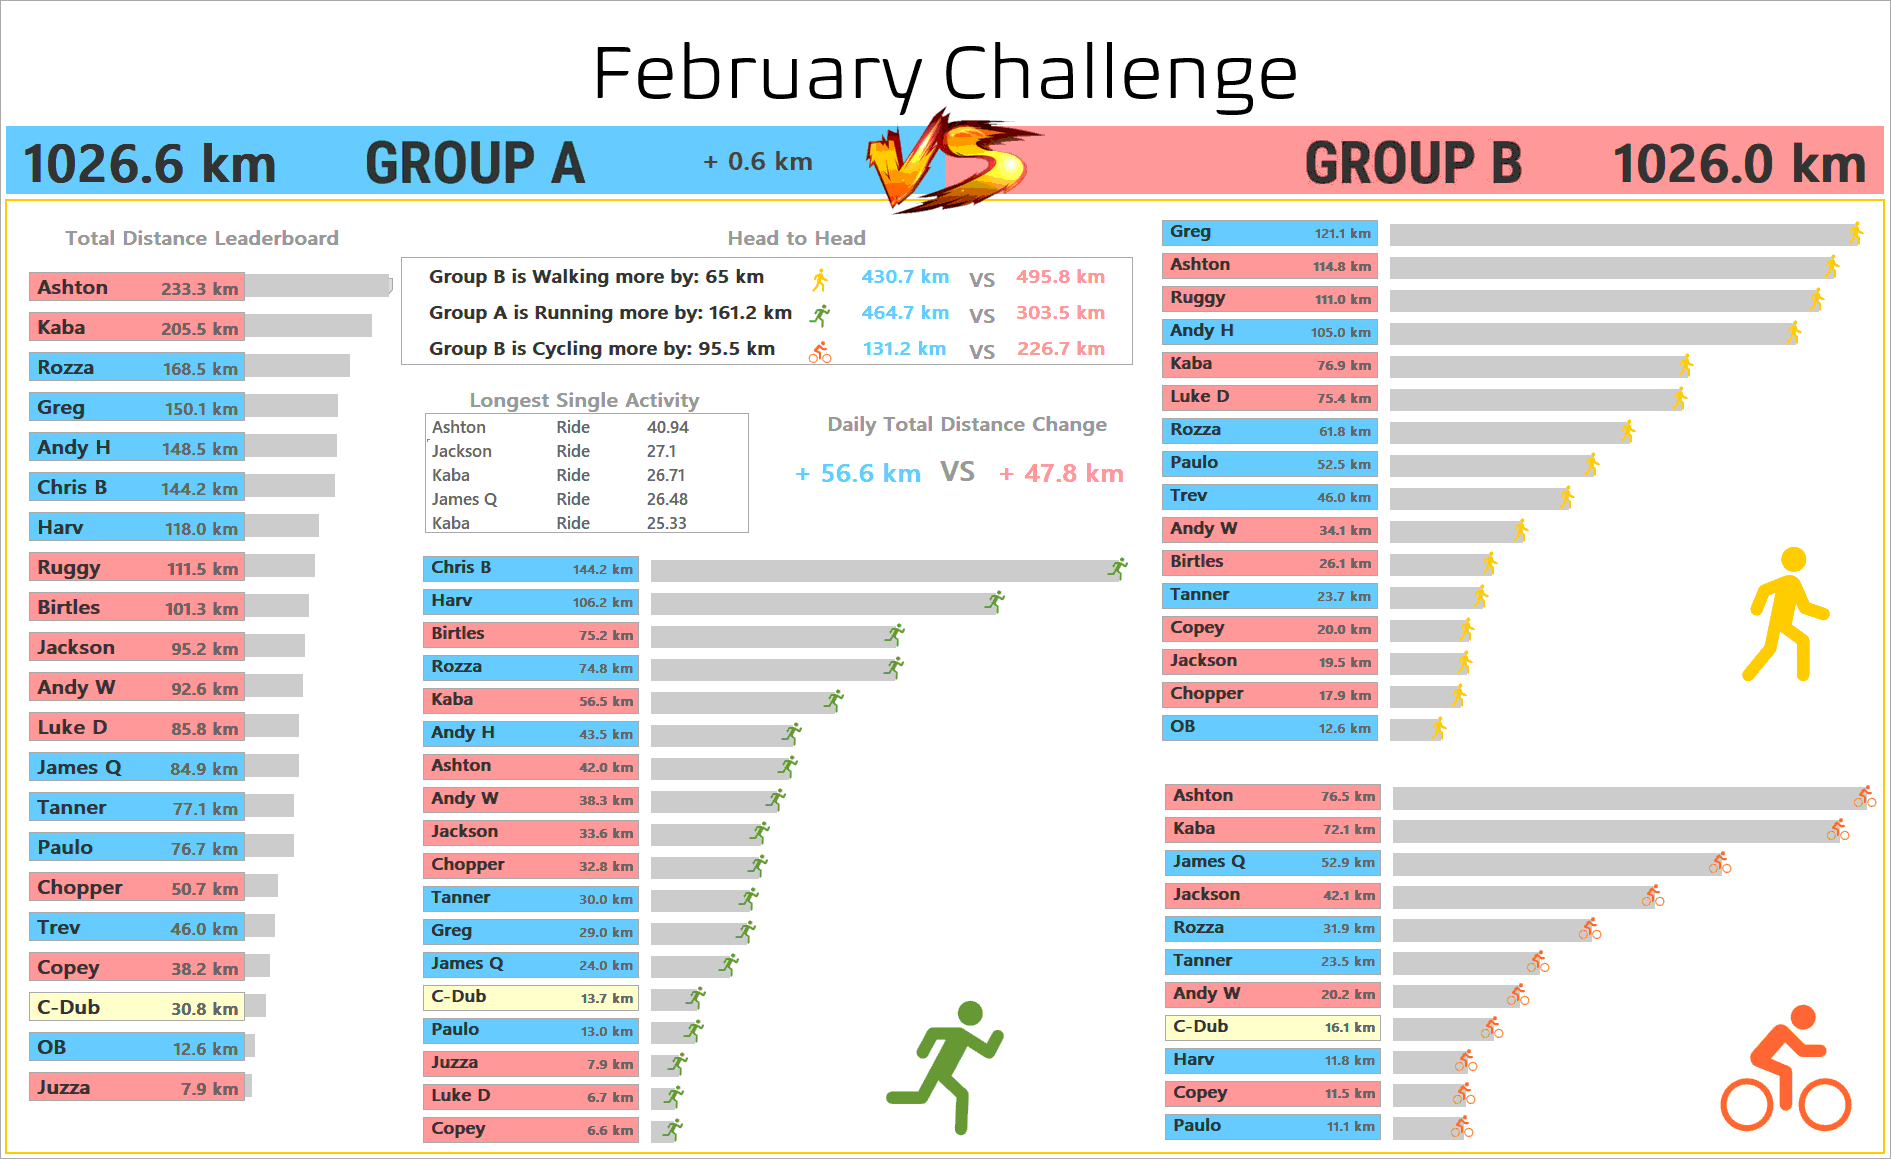 February Challenge
1026.6 km GROUP A + 0.6 km VS GROUP B 1026.0 km
Total Distance Leaderboard
Ashton 233.3 km
Kaba 205.5 km
Rozza 168.5 km
Greg 150.1 km
Andy H 148.5 km
Chris B 144.2 km
Harv 118.0 km
Ruggy 111.5 km
Birtles 101.3 km
Jackson 95.2 km
Andy W 92.6 km
Luke D 85.8 km
James Q 84.9 km
Tanner 77.1 km
Paulo 76.7 km
Chopper 50.7 km
Trev 46.0 km
Copey 38.2 km
C-Dub 30.8 km
OB 12.6 km
Juzza 7.9 km
Head to Head
Group B is Walking more by: 65 km 430.7 km VS 495.8 km
Group A is Running more by: 161.2 km 464.7 km VS 303.5 km
Group B is Cycling more by: 95.5 km 131.2 km VS 226.7 km
Longest Single Activity
Ashton Ride 40.94
Jackson Ride 27.1
Kaba Ride 26.71
James Q Ride 26.48
Kaba Ride 25.33
Daily Total Distance Change
+ 56.6 km VS + 47.8 km
Chris B 144.2 km
Harv 106.2 km
Birtles 75.2 km
Rozza 74.8 km
Kaba 56.5 km
Andy H 43.5 km
Ashton 42.0 km
Andy W 38.3 km
Jackson 33.6 km
Chopper 32.8 km
Tanner 30.0 km
Greg 29.0 km
James Q 24.0 km
C-Dub 13.7 km
Paulo 13.0 km
Juzza 7.9 km
Luke D 6.7 km
Copey 6.6 km
Greg 121.1 km
Ashton 114.8 km
Ruggy 111.0 km
Andy H 105.0 km
Kaba 76.9 km
Luke D 75.4 km
Rozza 61.8 km
Paulo 52.5 km
Trev 46.0 km
Andy W 34.1 km
Birtles 26.1 km
Tanner 23.7 km
Copey 20.0 km
Jackson 19.5 km
Chopper 17.9 km
OB 12.6 km
Ashton 76.5 km
Kaba 72.1 km
James Q 52.9 km
Jackson 42.1 km
Rozza 31.9 km
Tanner 23.5 km
Andy W 20.2 km
C-Dub 16.1 km
Harv 11.8 km
Copey 11.5 km
Paulo 11.1 km